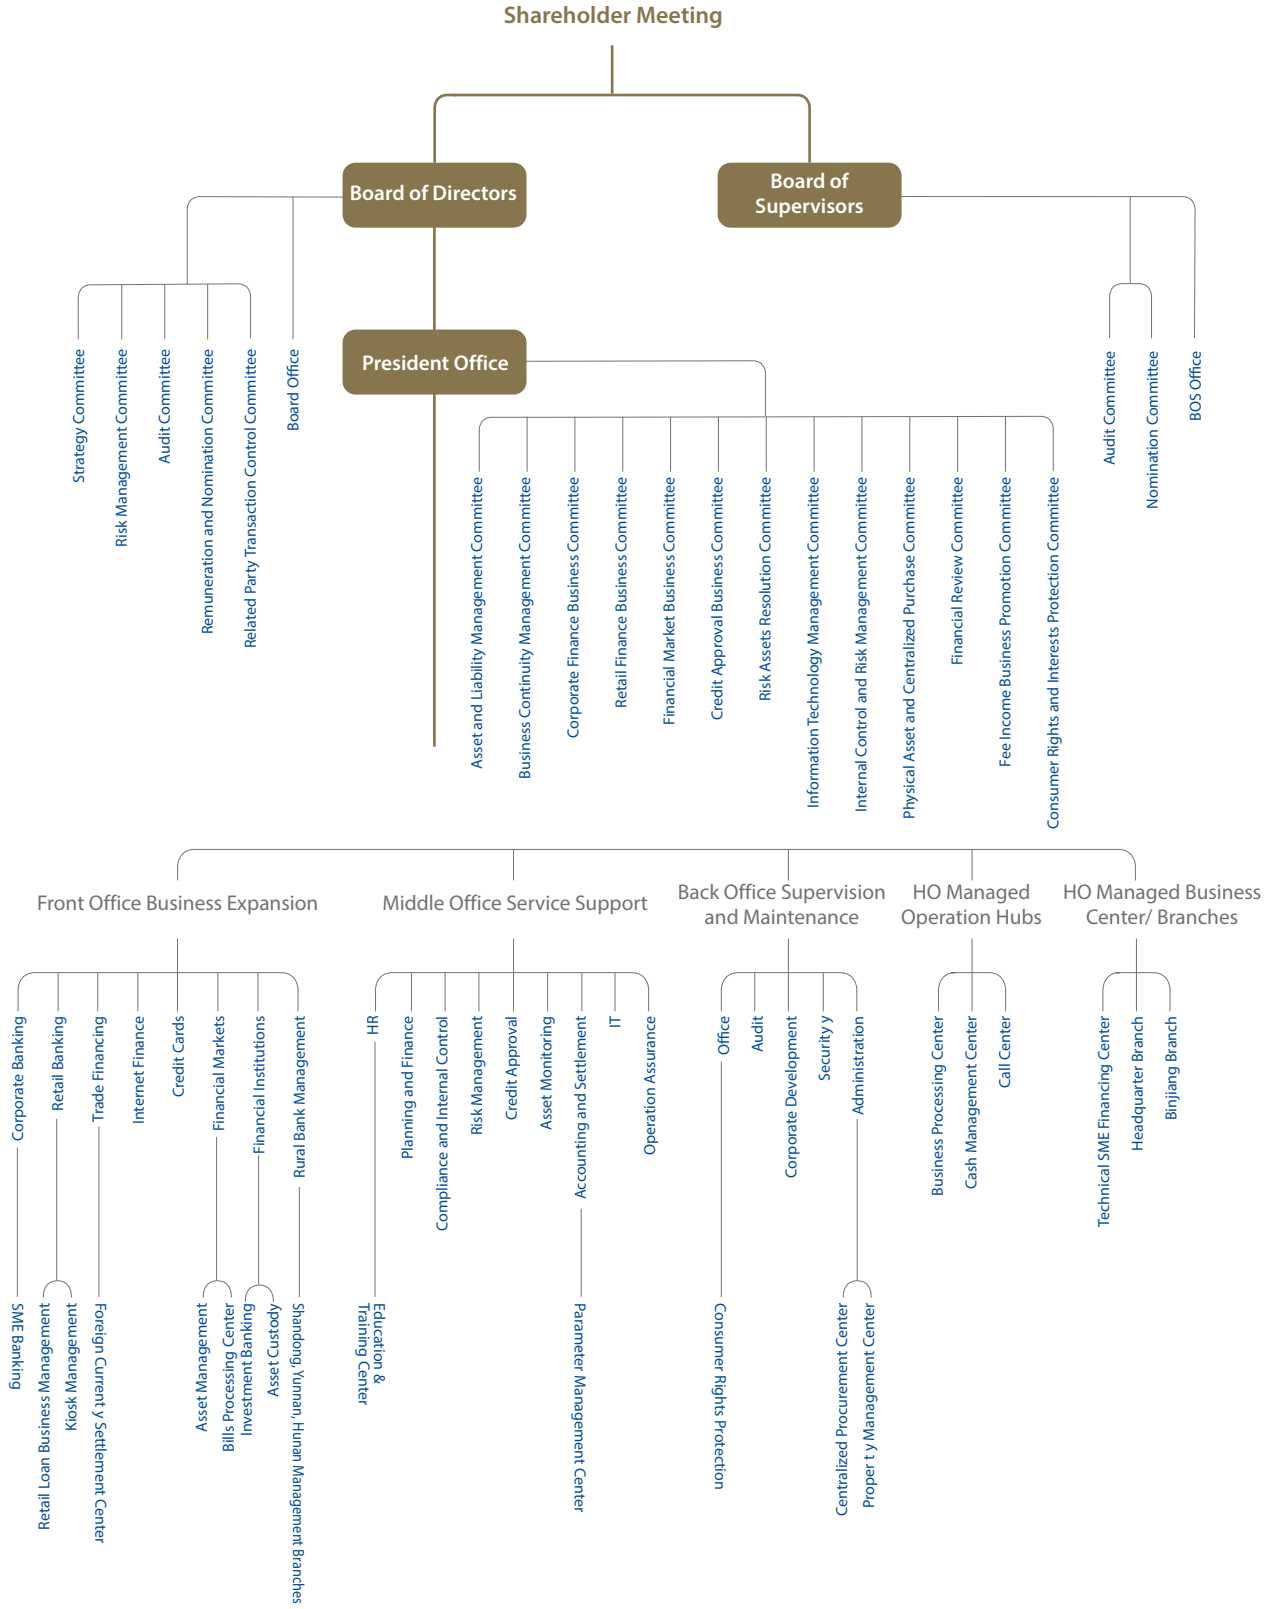 Shareholder Meeting
Board of Directors
Board of
Supervisors
Strategy Committee
Risk Management Committee
Audit Committee
Remuneration and Nomination Committee
Related Party Transaction Control Committee
Board Office
President Office
Audit Committee
Nomination Committee
BOS Office
Asset and Liability Management Committee
Business Continuity Management Committee
Corporate Finance Business Committee
Retail Finance Business Committee
Financial Market Business Committee
Credit Approval Business Committee
Risk Assets Resolution Committee
Information Technology Management Committee
Internal Control and Risk Management Committee
Physical Asset and Centralized Purchase Committee
Financial Review Committee
Fee Income Business Promotion Committee
Consumer Rights and Interests Protection Committee
Front Office Business Expansion
Middle Office Service Support
Back Office Supervision
and Maintenance
HO Managed
Operation Hubs
HO Managed Business
Center/ Branches
Corporate Banking
Retail Banking
Trade Financing
Internet Finance
Credit Cards
Financial Markets
Financial Institutions
Rural Bank Management
HR
Planning and Finance
Compliance and Internal Control
Risk Management
Credit Approval
Asset Monitoring
Accounting and Settlement
IT
Operation Assurance
Office
Audit
Corporate Development
Securit y
Administration
Business Processing Center
Cash Management Center
Call Center
Technical SME Financing Center
Headquarter Branch
Binjiang Branch
SME Banking
Retail Loan Business Management
Kiosk Management
Foreign Current y Settlement Center
Asset Management
Bills Processing Center
Investment Banking
Asset Custody
Shandong, Yunnan, Hunan Management Branches
Education &
Training Center
Parameter Management Center
Consumer Rights Protection
Centralized Procurement Center
Proper t y Management Center